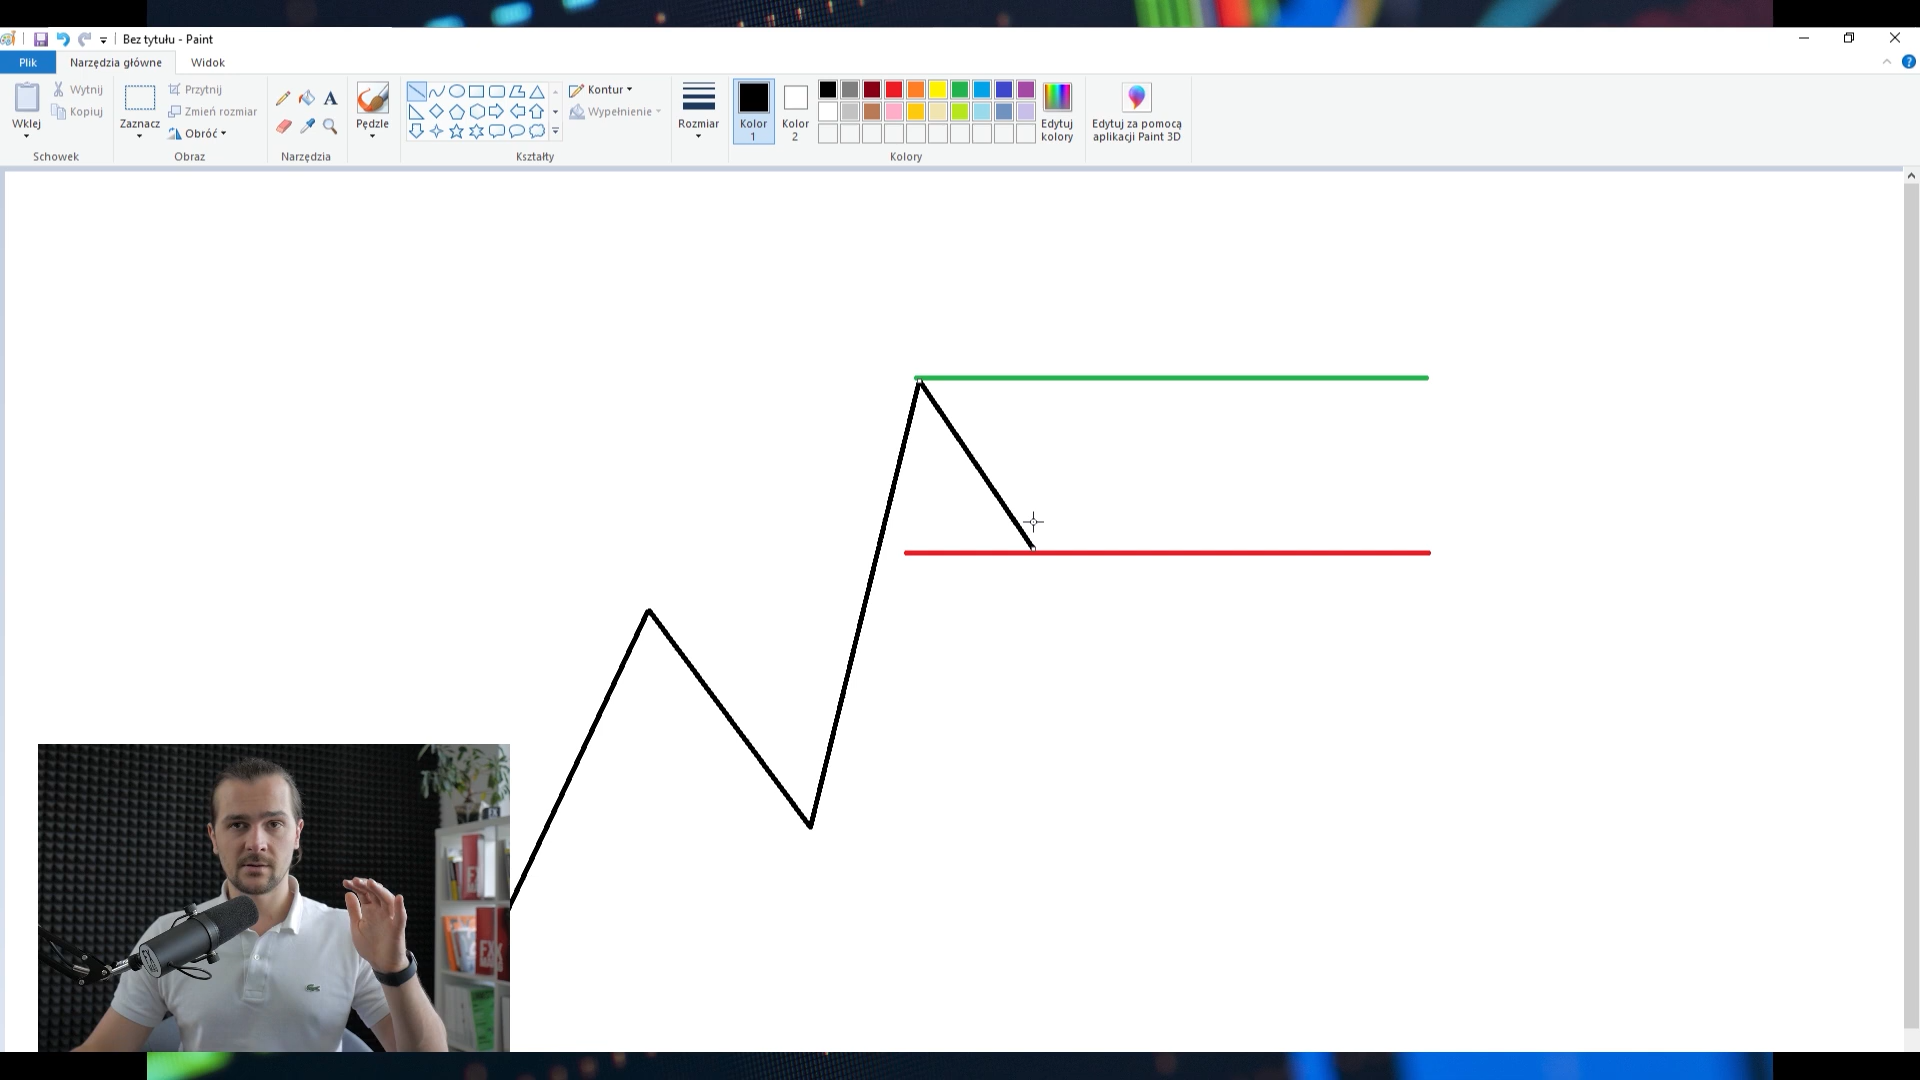 Bez tytułu - Paint
Plik
Narzędzia główne
Widok
Wklej
Wytnij
Kopiuj
Schowek
Zaznacz
Przytnij
Zmień rozmiar
Obróć
Obraz
A
Narzędzia
Pędzle
Kontur
Wypełnienie
Kształty
Rozmiar
Kolor
1
Kolor
2
Edytuj
kolory
Kolory
Edytuj za pomocą
aplikacji Paint 3D
?